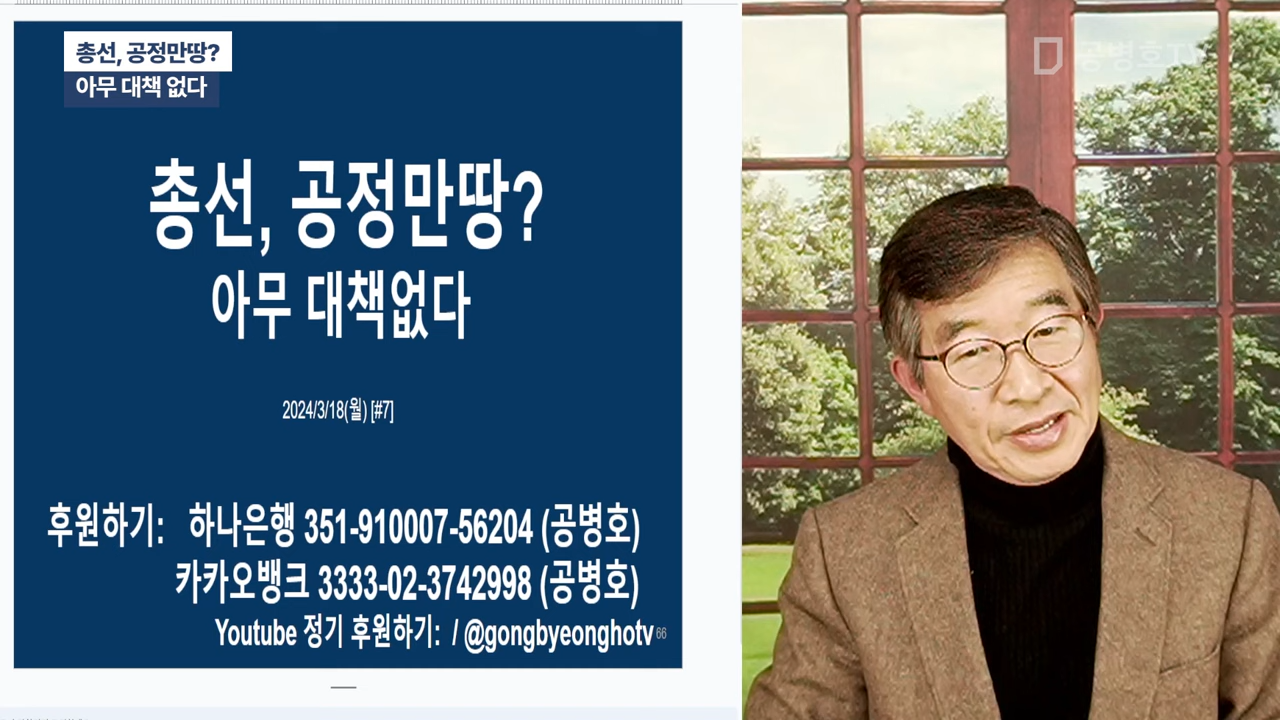 총선, 공정만땅?
아무 대책 없다
공병호TV
총선, 공정만땅?
아무 대책없다
2024/3/18(월) [#7]
후원하기: 하나은행 351-910007-56204 (공병호)
카카오뱅크 3333-02-3742998 (공병호)
Youtube 정기 후원하기: / @gongbyeonghotv
66